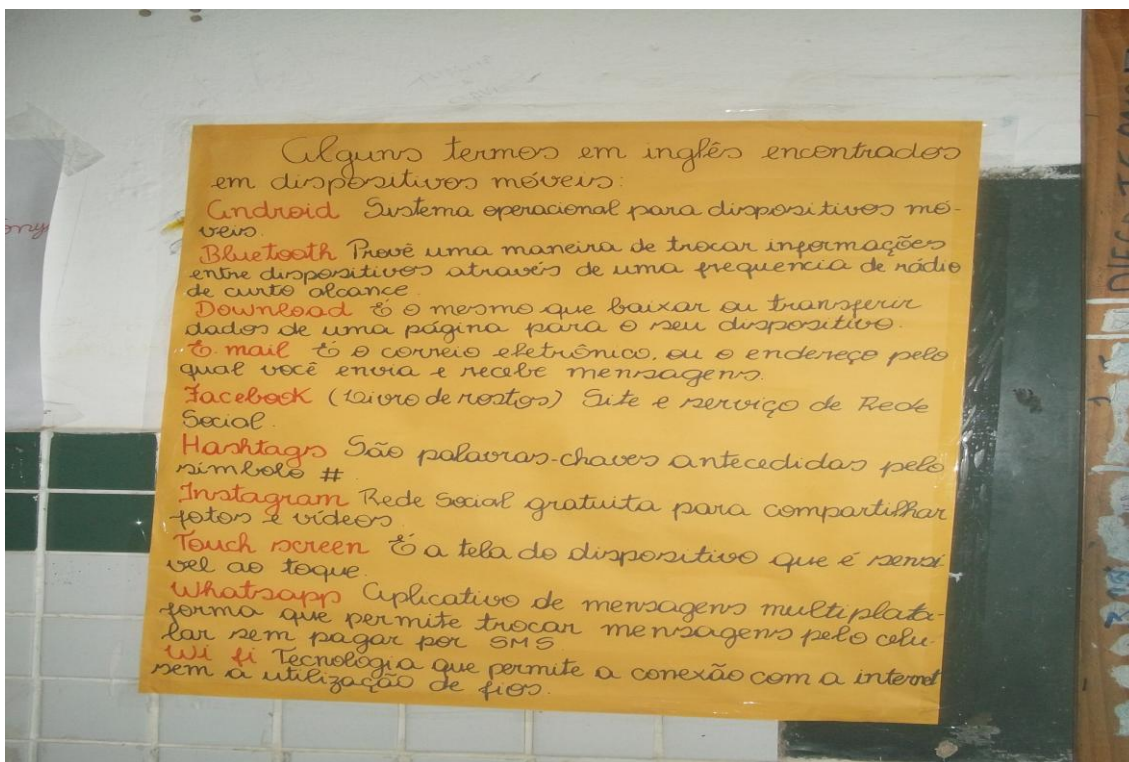 Alguns termos em inglês encontrados
em dispositivos móveis:
Android Sistema operacional para dispositivos mó-
veis.
Bluetooth Provê uma maneira de trocar informações
entre dispositivos através de uma frequencia de rádio
de curto alcance.
Download É o mesmo que baixar ou transferir
dados de uma página para o seu dispositivo.
E. mail É o correio eletrônico, ou o endereço pelo
qual você envia e recebe mensagens.
Facebook (Livro de rostos) Site e serviço de Rede
Social.
Hashtags São palavras-chaves antecedidas pelo
símbolo #
Instagram Rede Social gratuita para compartilhar
fotos e vídeos
Touch screen É a tela do dispositivo que é sensí
vel ao toque.
Whatsapp Aplicativo de mensagens multiplata-
forma que permite trocar mensagens pelo celu-
lar sem pagar por SMS
Wi fi Tecnologia que permite a conexão com a internet
sem a utilização de fios.